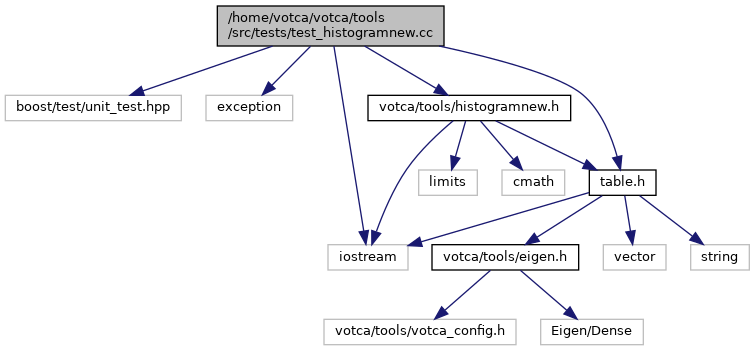 /home/votca/votca/tools
/src/tests/test_histogramnew.cc
boost/test/unit_test.hpp
exception
votca/tools/histogramnew.h
limits
cmath
table.h
iostream
votca/tools/eigen.h
vector
string
votca/tools/votca_config.h
Eigen/Dense